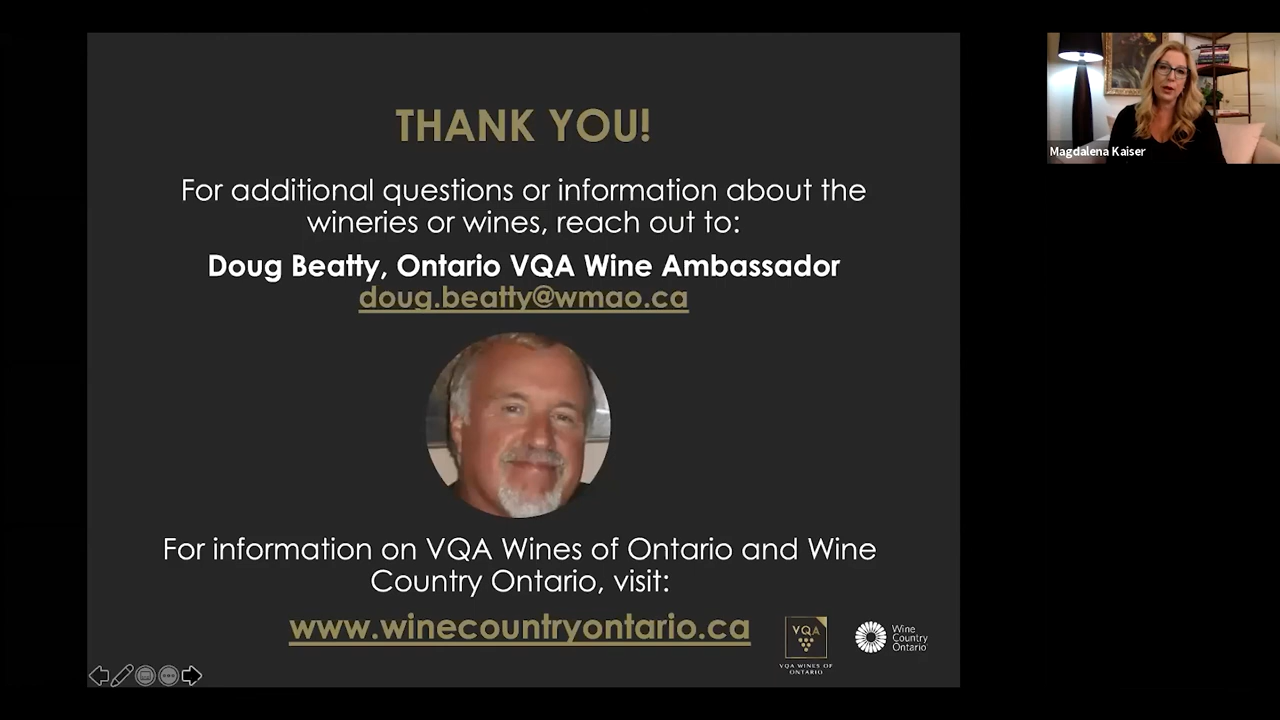 THANK YOU!
For additional questions or information about the
wineries or wines, reach out to:
Doug Beatty, Ontario VQA Wine Ambassador
doug.beatty@wmao.ca
For information on VQA Wines of Ontario and Wine
Country Ontario, visit:
www.winecountryontario.ca
VQA
VQA WINES OF
ONTARIO
Wine
Country
Ontario
Magdalena Kaiser